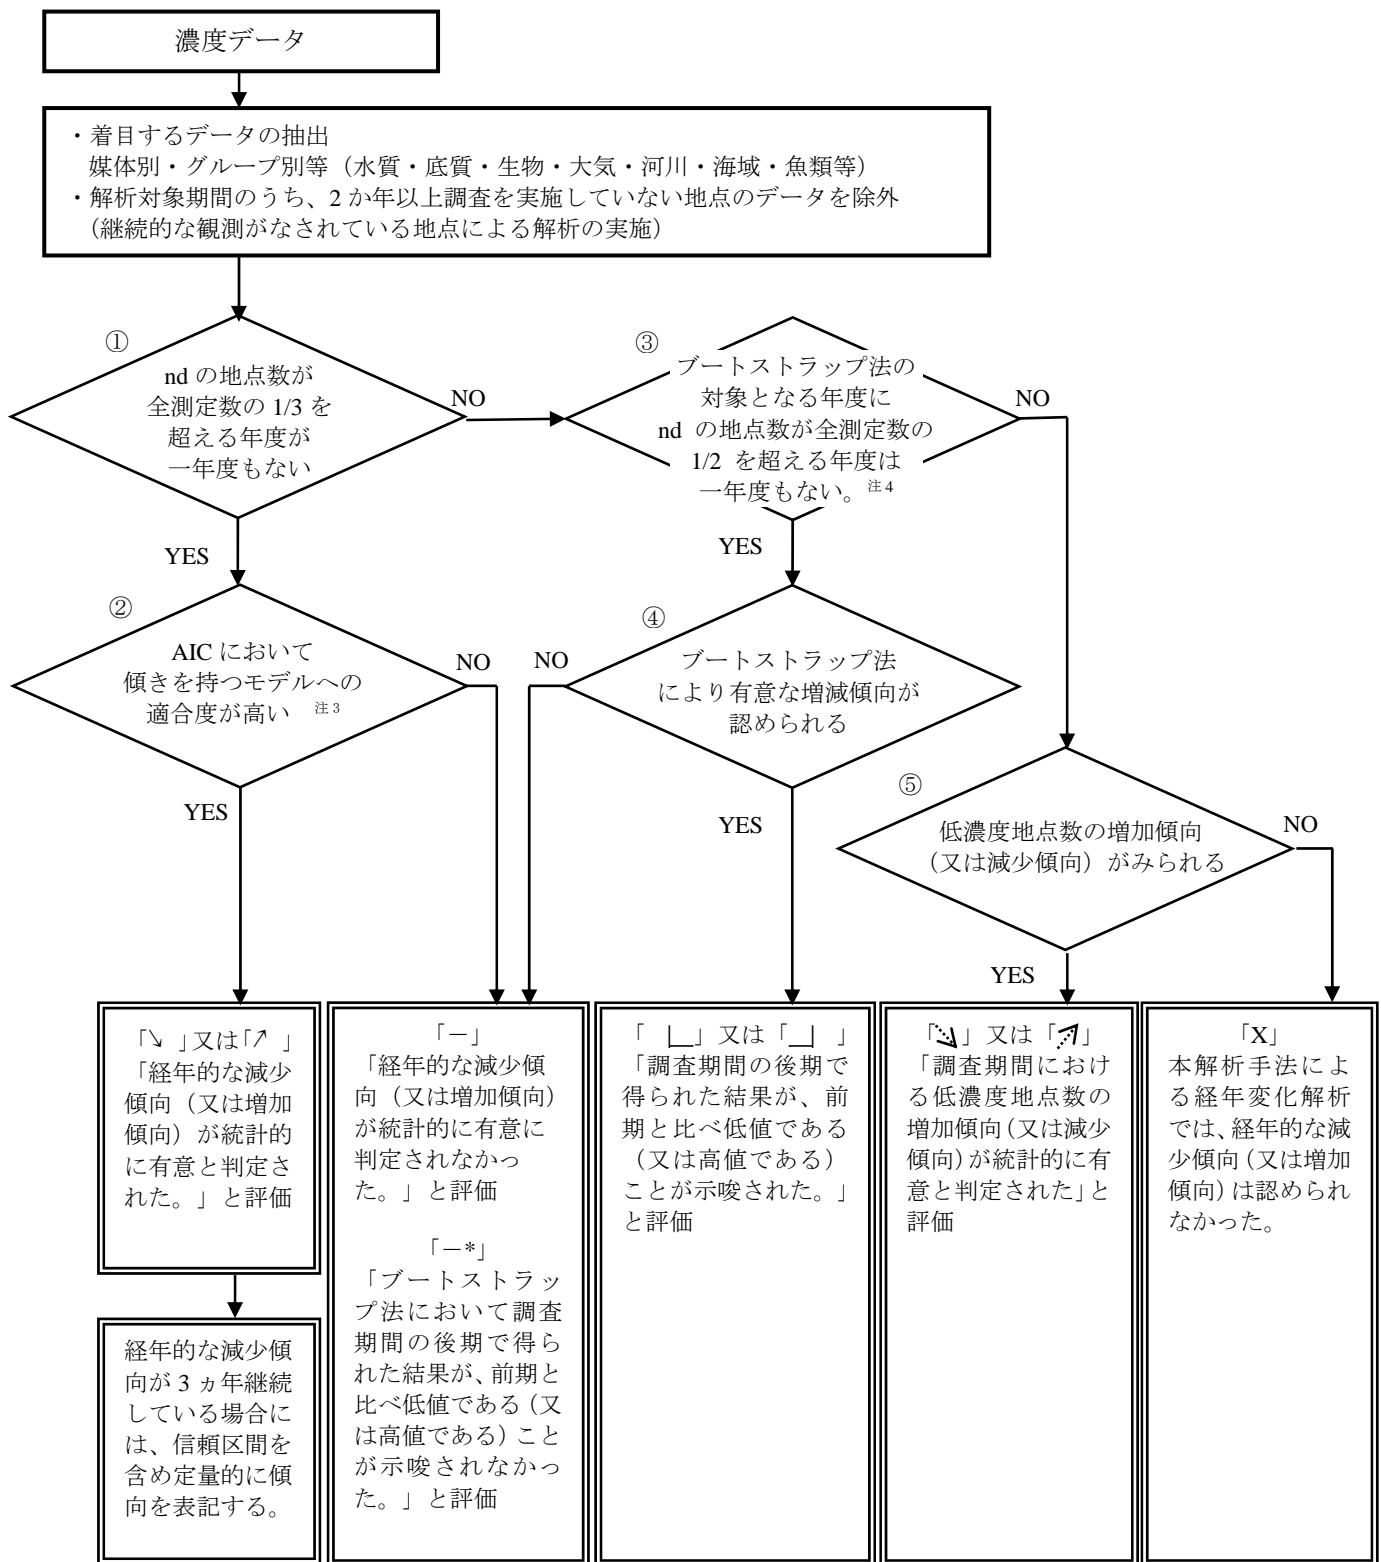 濃度データ
・着目するデータの抽出
媒体別・グループ別等（水質・底質・生物・大気・河川・海域・魚類等）
・解析対象期間のうち、2 か年以上調査を実施していない地点のデータを除外
（継続的な観測がなされている地点による解析の実施）
①
nd の地点数が
全測定数の 1/3 を
超える年度が
一年度もない
NO
YES
③
ブートストラップ法の
対象となる年度に
nd の地点数が全測定数の
1/2 を超える年度は
一年度もない。注 4
NO
YES
②
AIC において
傾きを持つモデルへの
適合度が高い 注 3
NO
YES
④
ブートストラップ法
により有意な増減傾向が
認められる
NO
YES
⑤
低濃度地点数の増加傾向
（又は減少傾向）がみられる
NO
YES
「↘」又は「↗」
「経年的な減少
傾向（又は増加
傾向）が統計的
に有意と判定さ
れた。」と評価
経年的な減少傾
向が 3 ヵ年継続
している場合に
は、信頼区間を
含め定量的に傾
向を表記する。
「－」
「経年的な減少傾
向（又は増加傾向）
が統計的に有意に
判定されなかっ
た。」と評価
「－*」
「ブートストラッ
プ法において調査
期間の後期で得ら
れた結果が、前期と
比べ低値である（又
は高値である）こと
が示唆されなかっ
た。」と評価
「|__」又は「__|」
「調査期間の後期で
得られた結果が、前
期と比べ低値である
（又は高値である）
ことが示唆された。」
と評価
「⇘」又は「⇗」
「調査期間におけ
る低濃度地点数の
増加傾向（又は減少
傾向）が統計的に有
意と判定された」と
評価
「X」
本解析手法によ
る経年変化解析
では、経年的な減
少傾向（又は増加
傾向）は認められ
なかった。